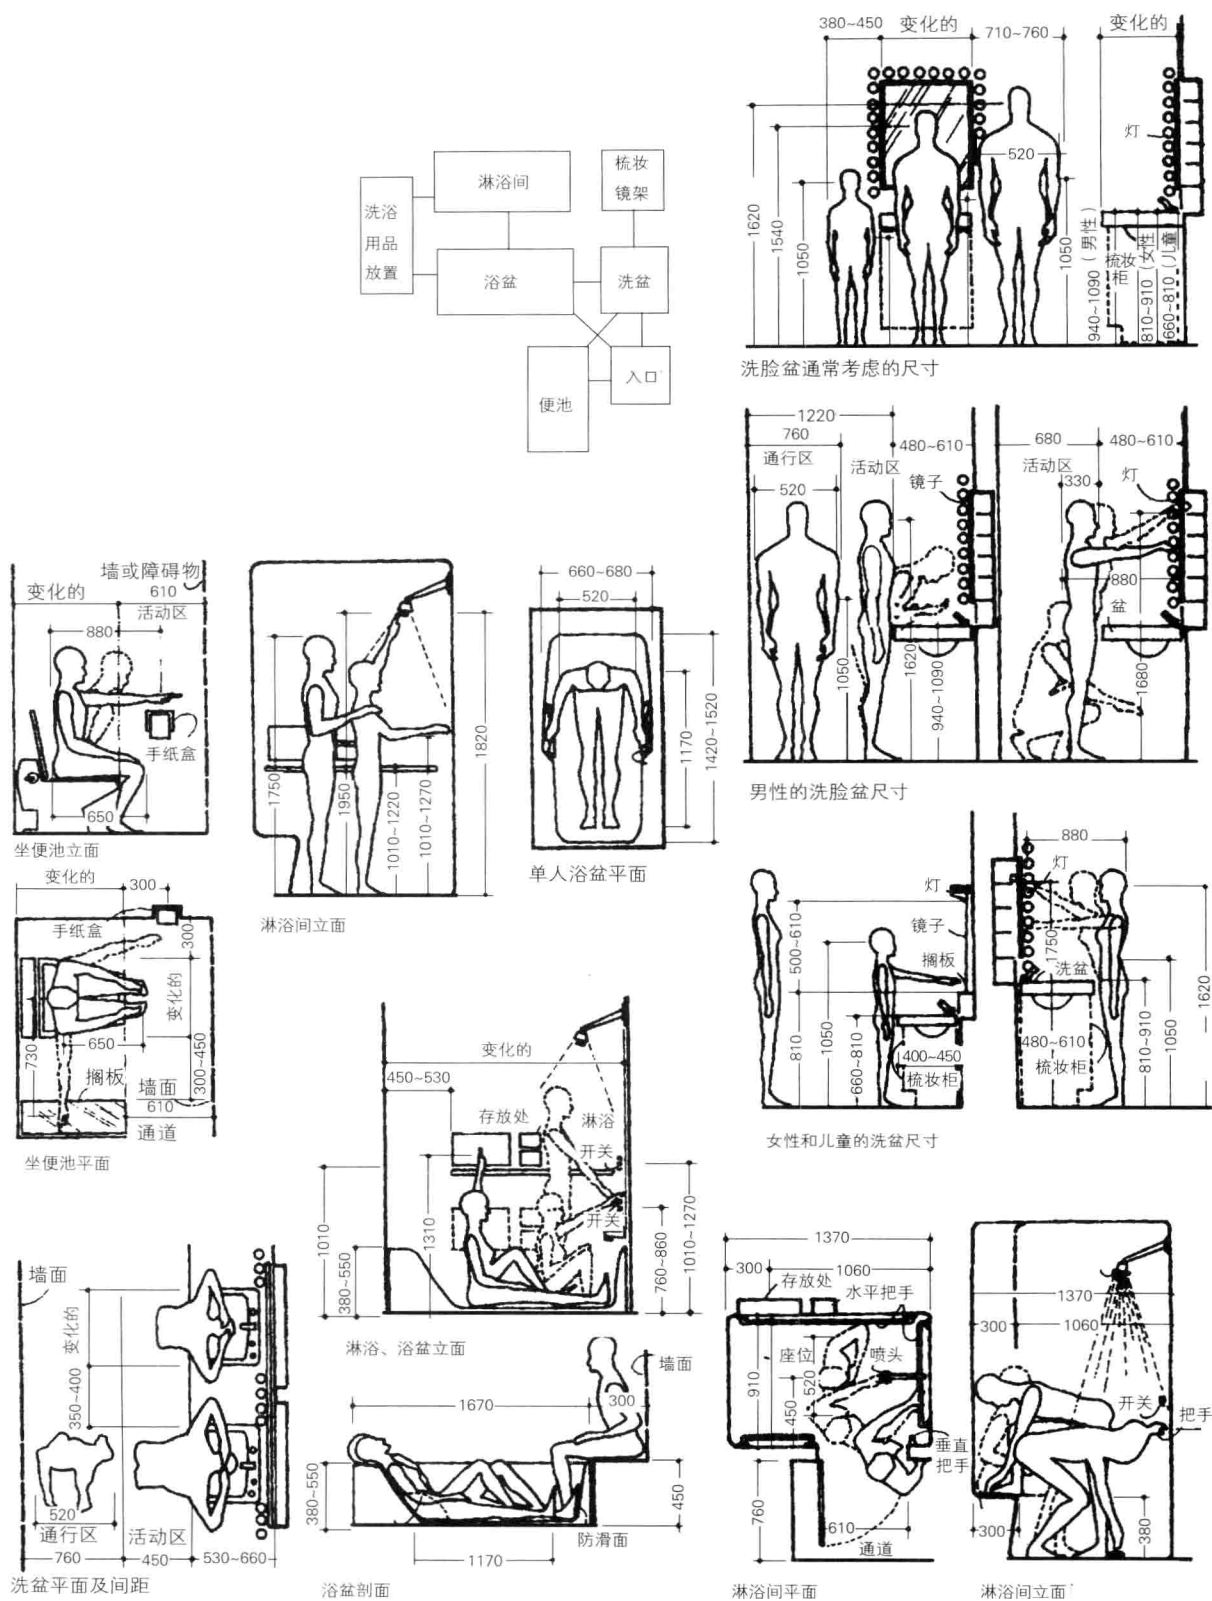 淋浴间
梳妆
镜架
洗浴
用品
放置
浴盆
洗盆
便池
入口
380~450
变化的
710~760
变化的
灯
520
1620
1540
1050
1050
940~1090（男性）
梳妆
柜
810~910（女性）
660~810（儿童）
洗脸盆通常考虑的尺寸
1220
760
480~610
680
480~610
通行区
活动区
活动区
镜子
330
灯
520
880
盆
1050
1620
940~1090
1680
男性的洗脸盆尺寸
墙或障碍物
变化的
610
活动区
880
手纸盒
650
坐便池立面
1750
1950
1010~1220
1010~1270
1820
淋浴间立面
660~680
520
1170
1420~1520
单人浴盆平面
变化的
300
手纸盒
300
变化的
650
730
300~450
搁板
墙面
610
通道
坐便池平面
880
灯
灯
500~610
镜子
搁板
1750
洗盆
810
1050
660~810
400~450
梳妆柜
480~610
梳妆柜
810~910
1050
1620
女性和儿童的洗盆尺寸
变化的
450~530
存放处
淋浴
开关
开关
1010
1310
380~550
760~860
1010~1270
淋浴、浴盆立面
墙面
变化的
350~400
520
通行区
活动区
760
450
530~660
洗盆平面及间距
墙面
1670
300
380~550
450
防滑面
1170
浴盆剖面
1370
300
1060
存放处
水平把手
座位
喷头
910
520
450
垂直
把手
760
610
通道
淋浴间平面
1370
300
1060
开关
把手
300
380
淋浴间立面